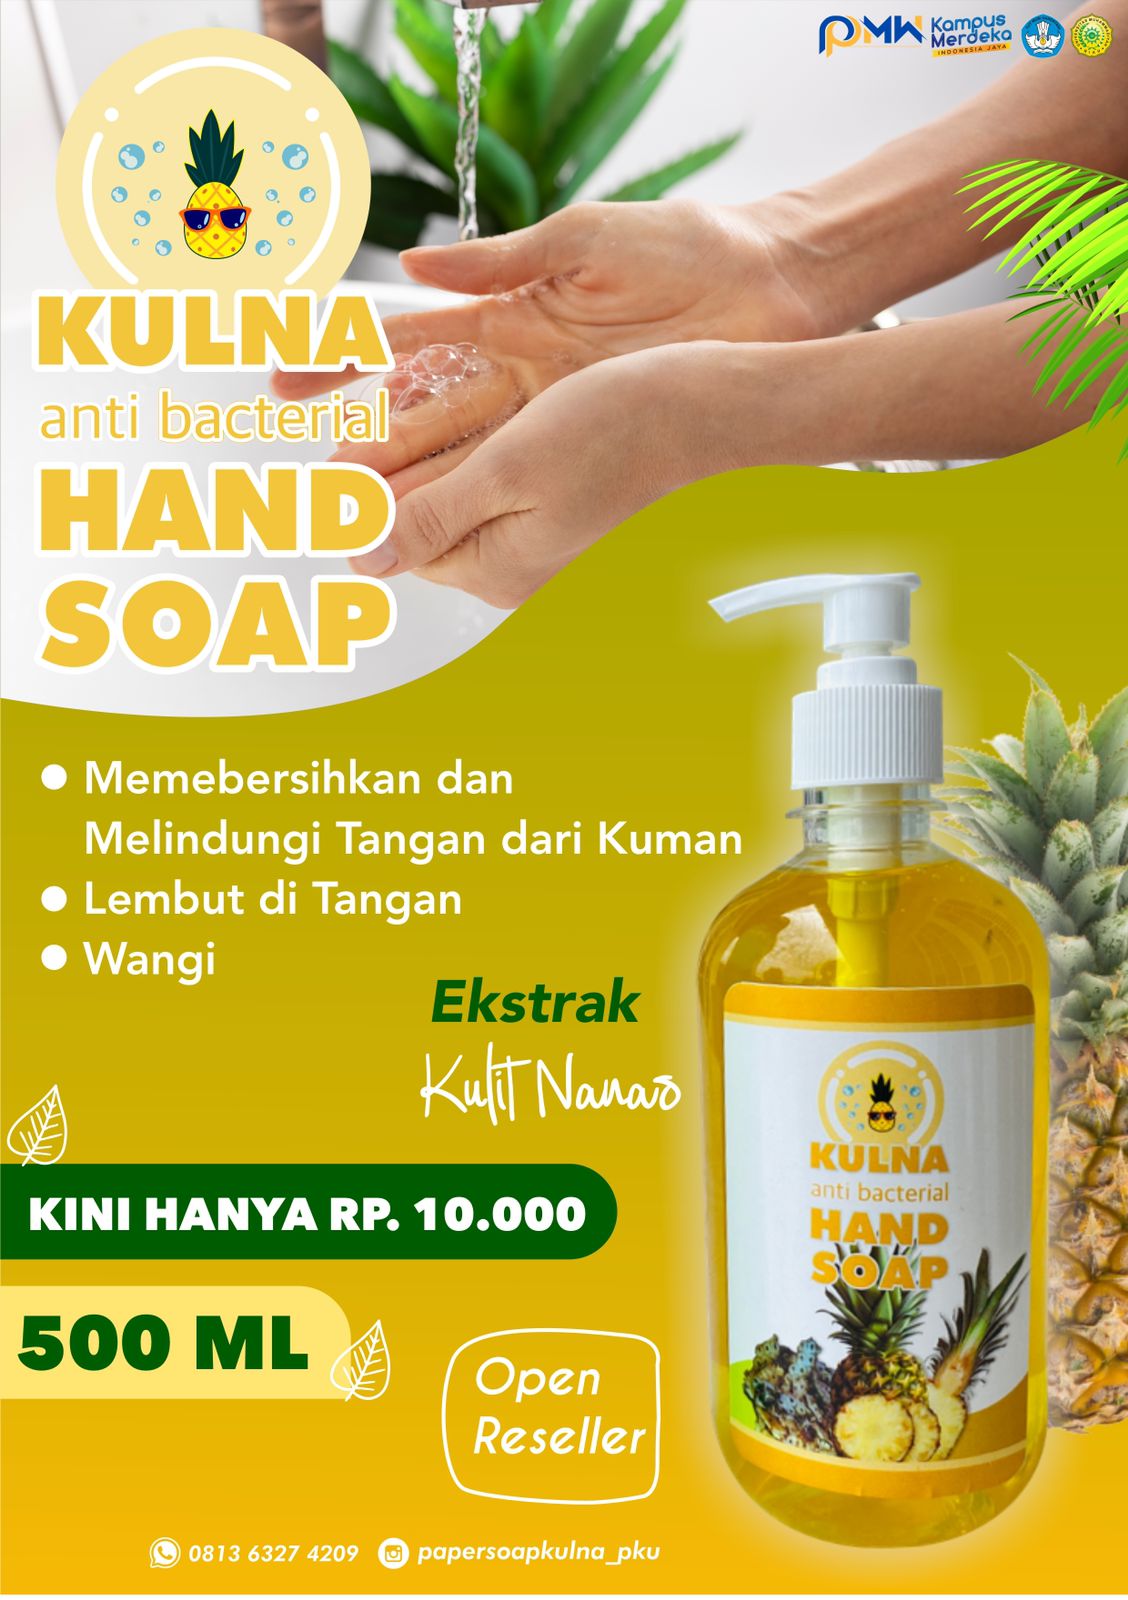 PMW
Kampus
Merdeka
INDONESIA JAYA
KULNA
anti bacterial
HAND
SOAP
Memebersihkan dan
Melindungi Tangan dari Kuman
Lembut di Tangan
Wangi
Ekstrak
Kulit Nanas
KINI HANYA RP. 10.000
500 ML
Open
Reseller
KULNA
anti bacterial
HAND
SOAP
0813 6327 4209
papersoapkulna_pku